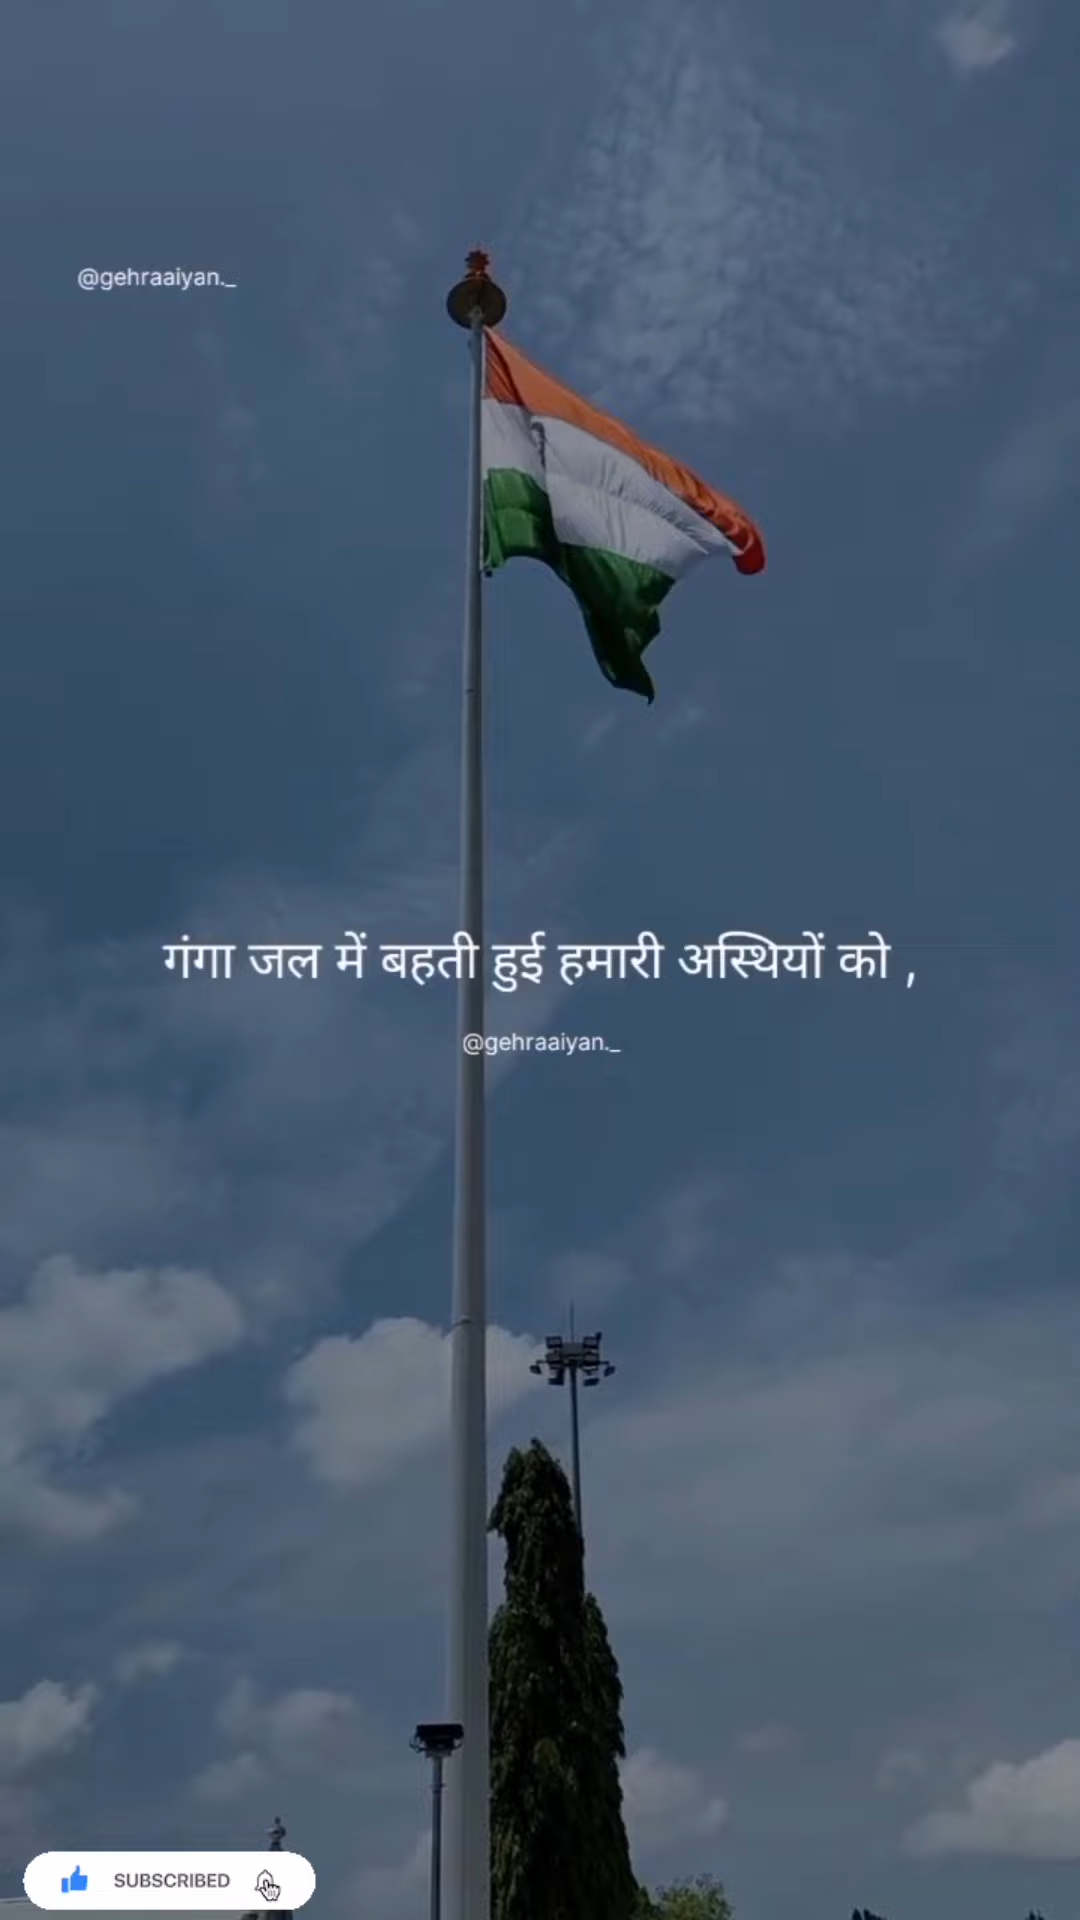 @gehraaiyan._
गंगा जल में बहती हुई हमारी अस्थियों को ,
@gehraaiyan._
SUBSCRIBED